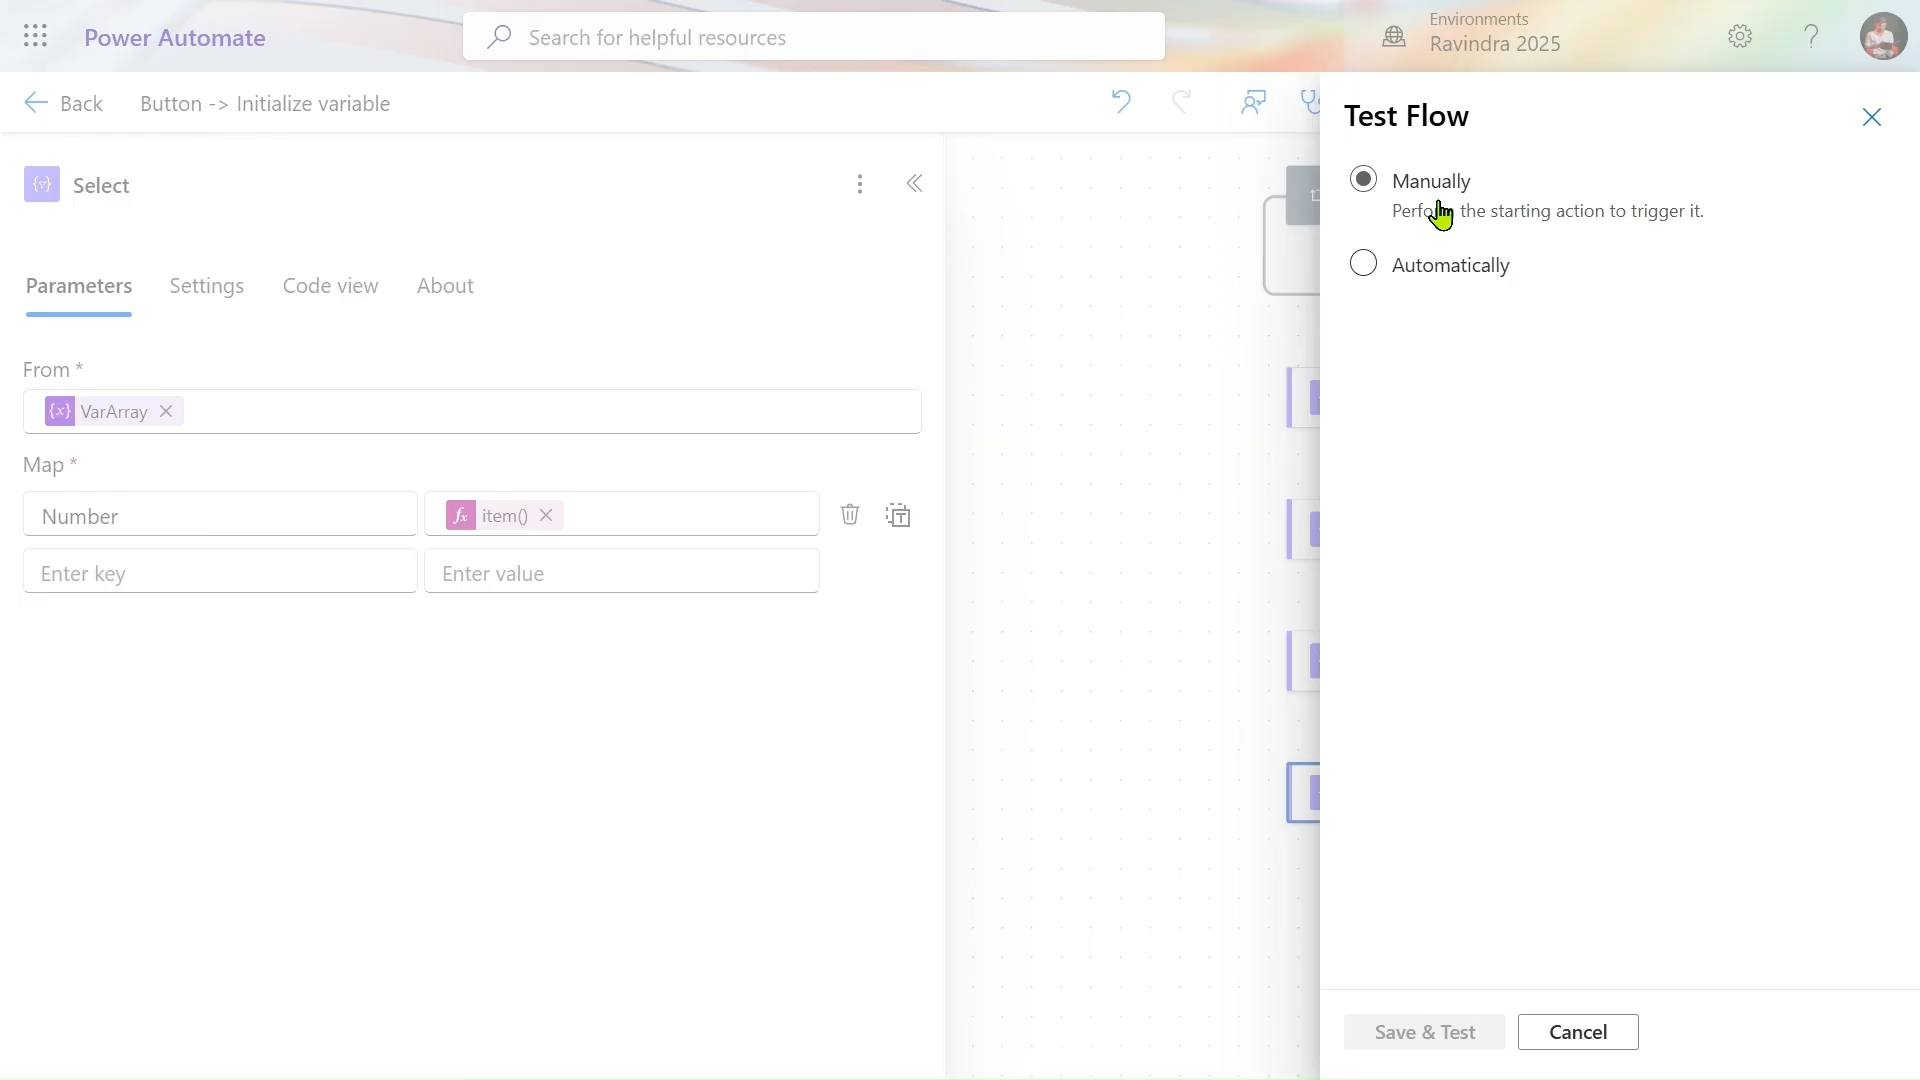 Power Automate
Search for helpful resources
Environments
Ravindra 2025
Back
Button -> Initialize variable
Test Flow
Select
Manually
Perfo the starting action to trigger it.
Automatically
Parameters
Settings
Code view
About
From *
{x} VarArray
Map *
Number
fx item()
Enter key
Enter value
Save & Test
Cancel